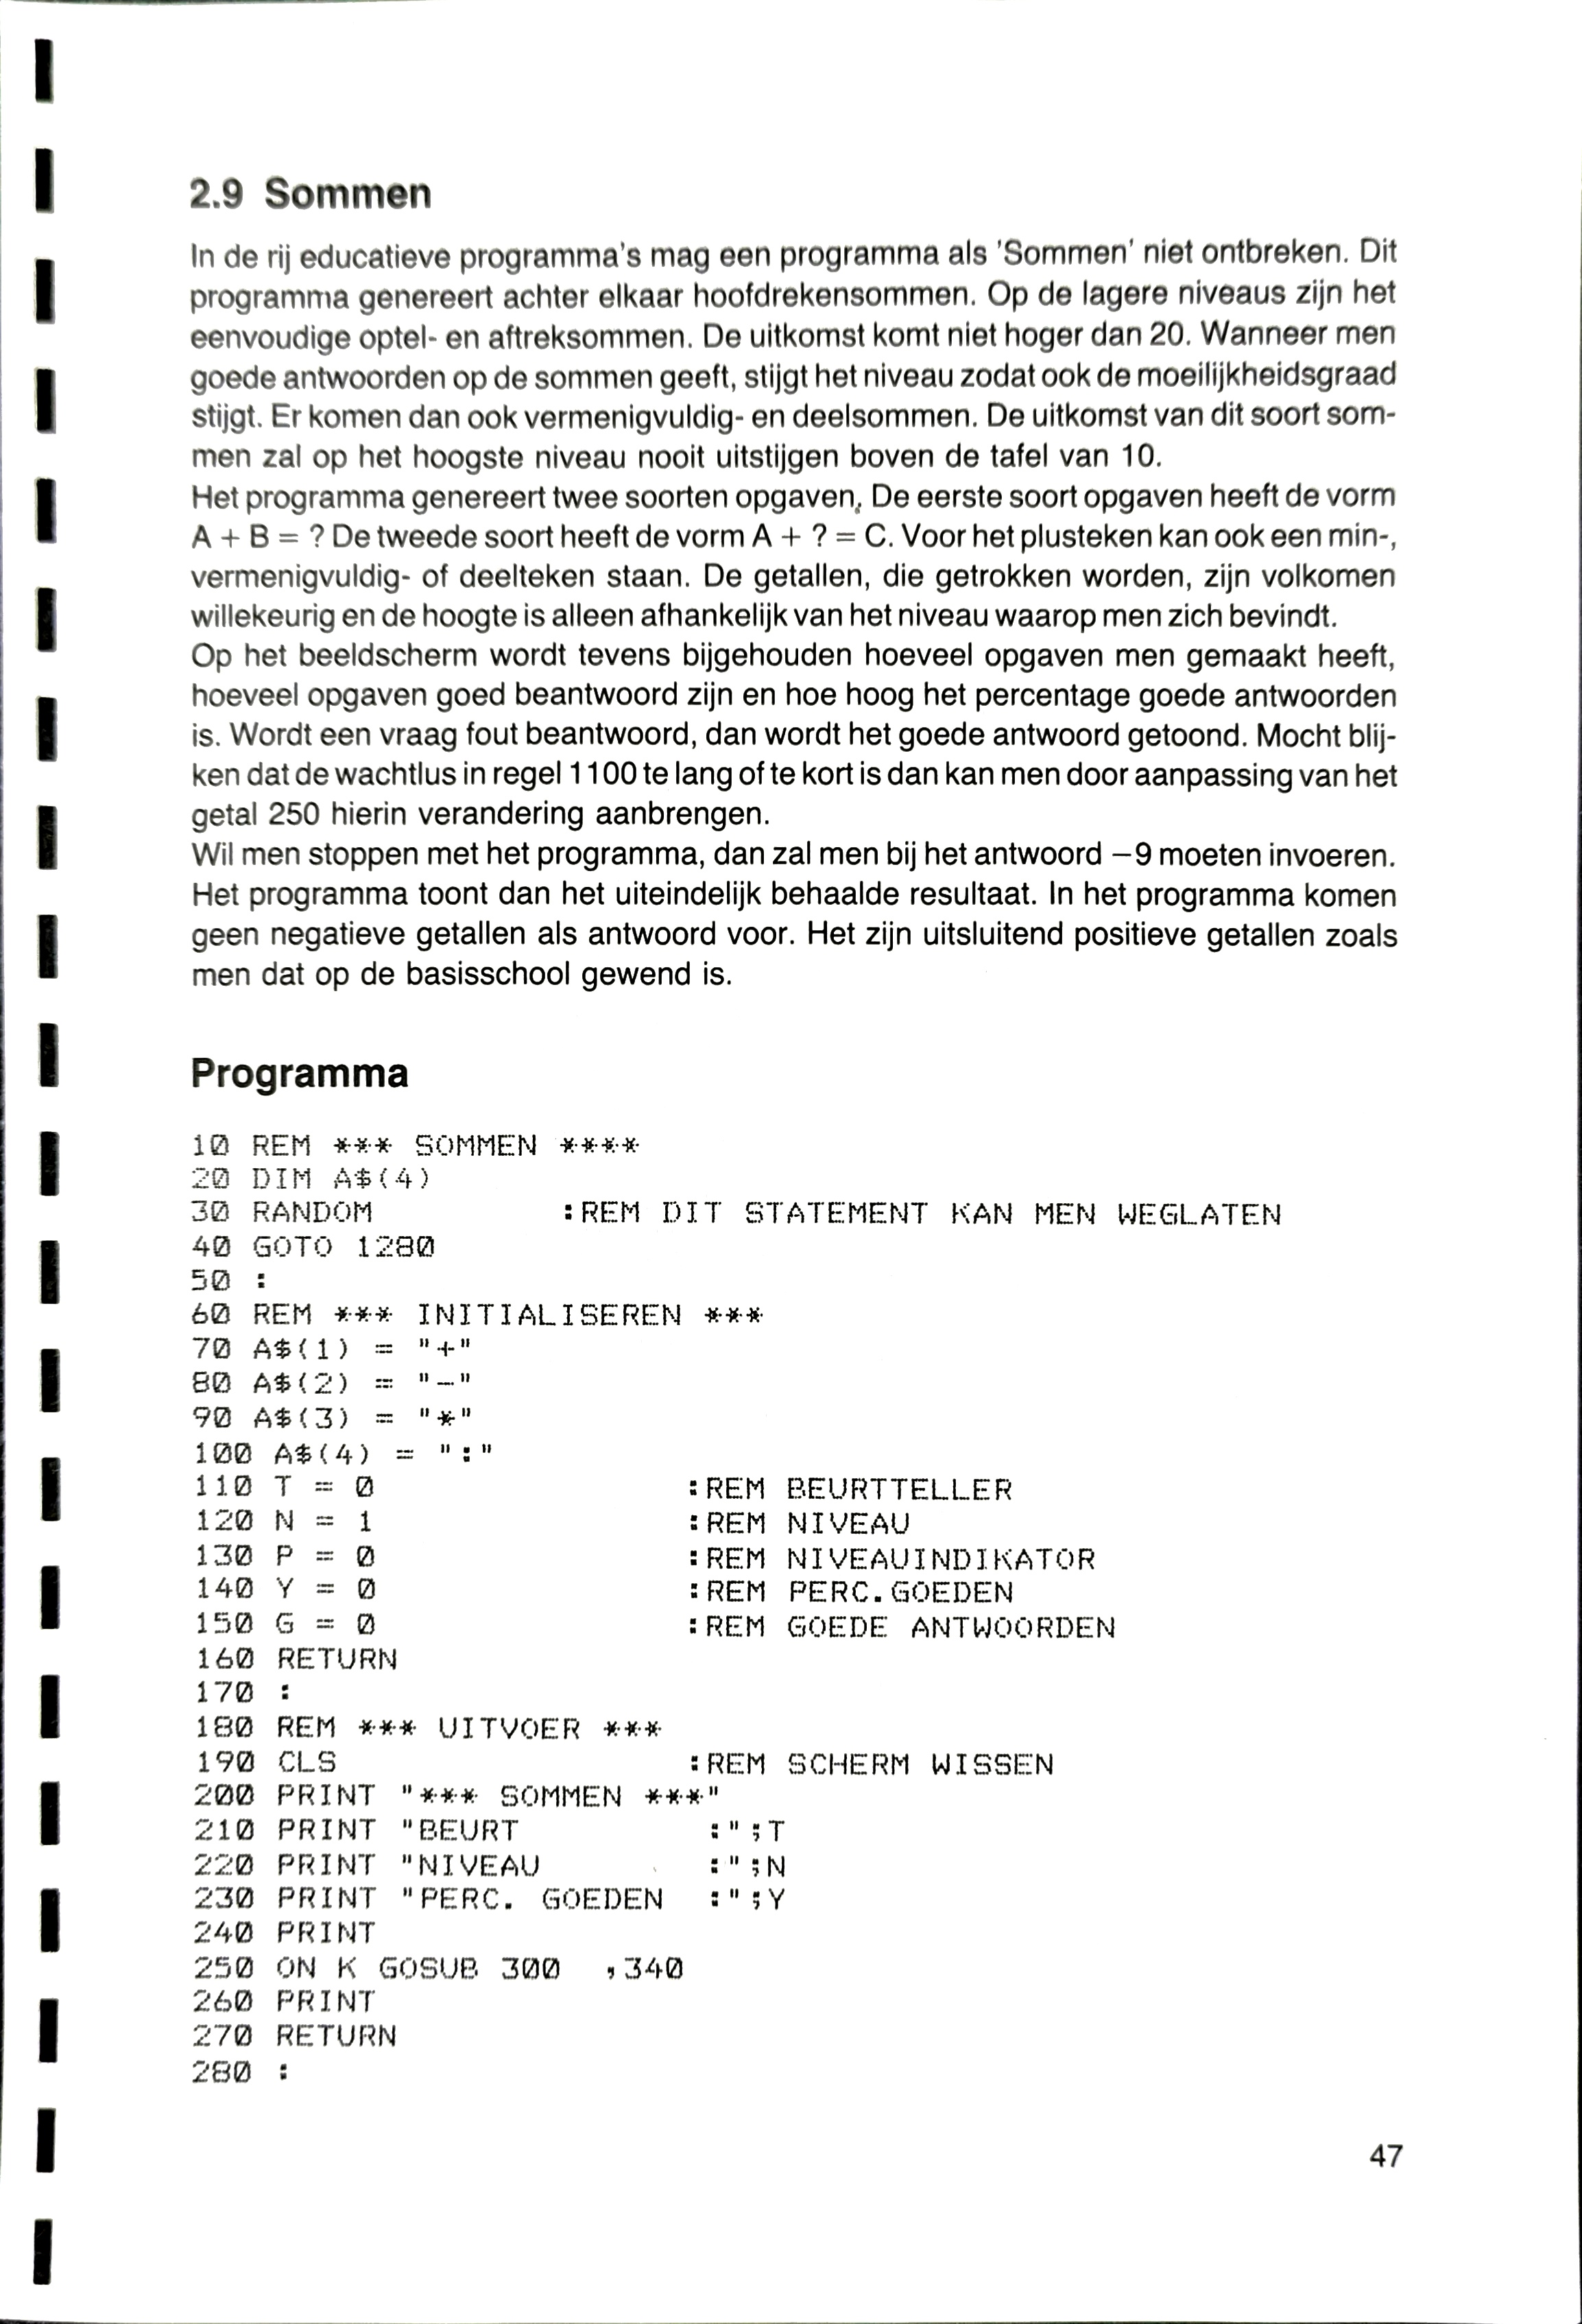 2.9 Sommen
In de rij educatieve programma's mag een programma als 'Sommen' niet ontbreken. Dit
programma genereert achter elkaar hoofdrekensommen. Op de lagere niveaus zijn het
eenvoudige optel- en aftreksommen. De uitkomst komt niet hoger dan 20. Wanneer men
goede antwoorden op de sommen geeft, stijgt het niveau zodat ook de moeilijkheidsgraad
stijgt. Er komen dan ook vermenigvuldig- en deelsommen. De uitkomst van dit soort som-
men zal op het hoogste niveau nooit uitstijgen boven de tafel van 10.
Het programma genereert twee soorten opgaven. De eerste soort opgaven heeft de vorm
A + B = ? De tweede soort heeft de vorm A + ? = C. Voor het plusteken kan ook een min-,
vermenigvuldig- of deelteken staan. De getallen, die getrokken worden, zijn volkomen
willekeurig en de hoogte is alleen afhankelijk van het niveau waarop men zich bevindt.
Op het beeldscherm wordt tevens bijgehouden hoeveel opgaven men gemaakt heeft,
hoeveel opgaven goed beantwoord zijn en hoe hoog het percentage goede antwoorden
is. Wordt een vraag fout beantwoord, dan wordt het goede antwoord getoond. Mocht blij-
ken dat de wachtlus in regel 1100 te lang of te kort is dan kan men door aanpassing van het
getal 250 hierin verandering aanbrengen.
Wil men stoppen met het programma, dan zal men bij het antwoord −9 moeten invoeren.
Het programma toont dan het uiteindelijk behaalde resultaat. In het programma komen
geen negatieve getallen als antwoord voor. Het zijn uitsluitend positieve getallen zoals
men dat op de basisschool gewend is.
Programma
10 REM *** SOMMEN ****
20 DIM A$(4)
30 RANDOM :REM DIT STATEMENT KAN MEN WEGLATEN
40 GOTO 1280
50 :
60 REM *** INITIALISEREN ***
70 A$(1) = "+"
80 A$(2) = "-"
90 A$(3) = "*"
100 A$(4) = ":"
110 T = 0 :REM BEURTTELLER
120 N = 1 :REM NIVEAU
130 P = 0 :REM NIVEAUINDIKATOR
140 Y = 0 :REM PERC.GOEDEN
150 G = 0 :REM GOEDE ANTWOORDEN
160 RETURN
170 :
180 REM *** UITVOER ***
190 CLS :REM SCHERM WISSEN
200 PRINT "*** SOMMEN ***"
210 PRINT "BEURT :";T
220 PRINT "NIVEAU :";N
230 PRINT "PERC. GOEDEN :";Y
240 PRINT
250 ON K GOSUB 300 ,340
260 PRINT
270 RETURN
280 :
47